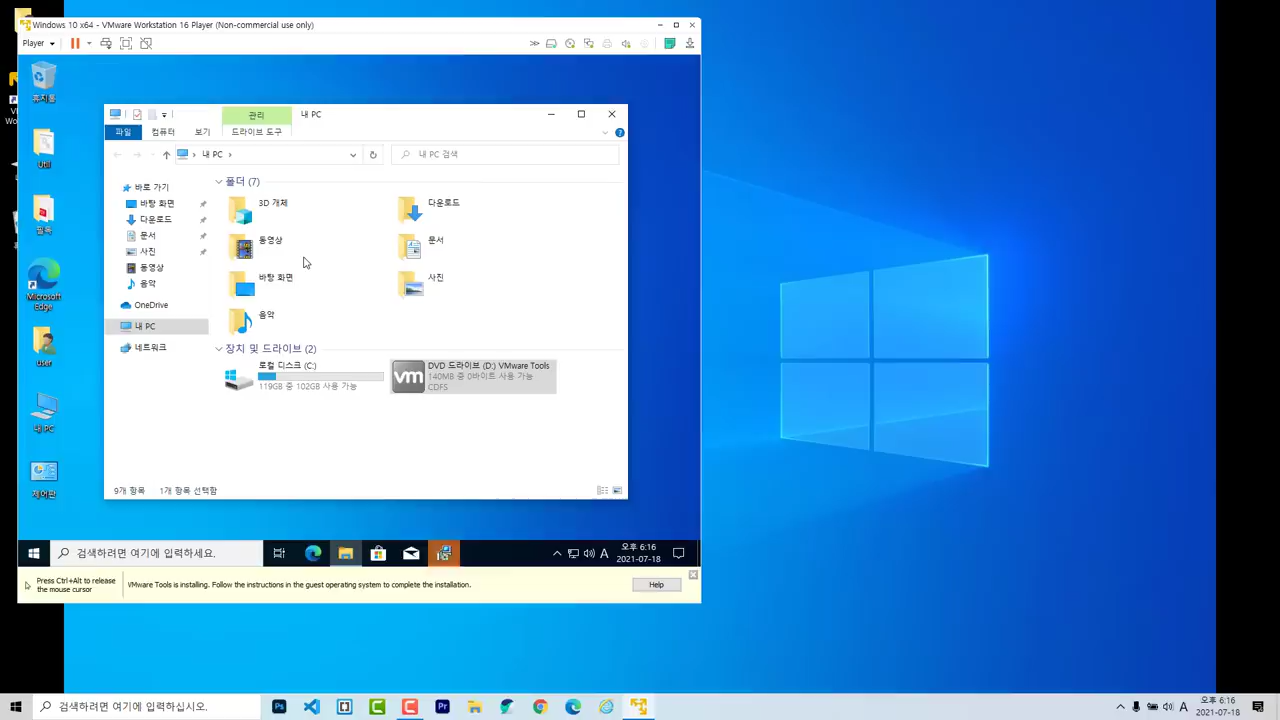 Windows 10 x64 - VMware Workstation 16 Player (Non-commercial use only)
Player
관리
내 PC
파일
컴퓨터
보기
드라이브 도구
내 PC
내 PC 검색
휴지통
Util
필독
Microsoft
Edge
user
내 PC
제어판
바로 가기
바탕 화면
다운로드
문서
사진
동영상
음악
OneDrive
내 PC
네트워크
폴더 (7)
3D 개체
다운로드
동영상
문서
바탕 화면
사진
음악
장치 및 드라이브 (2)
로컬 디스크 (C:)
119GB 중 102GB 사용 가능
DVD 드라이브 (D:) VMware Tools
140MB 중 0바이트 사용 가능
CDFS
vm
9개 항목
1개 항목 선택함
검색하려면 여기에 입력하세요.
A
오후 6:16
2021-07-18
Press Ctrl+Alt to release
the mouse cursor
VMware Tools is installing. Follow the instructions in the guest operating system to complete the installation.
Help
검색하려면 여기에 입력하십시오.
Ps
Pr
A
오후 6:16
2021-07-18